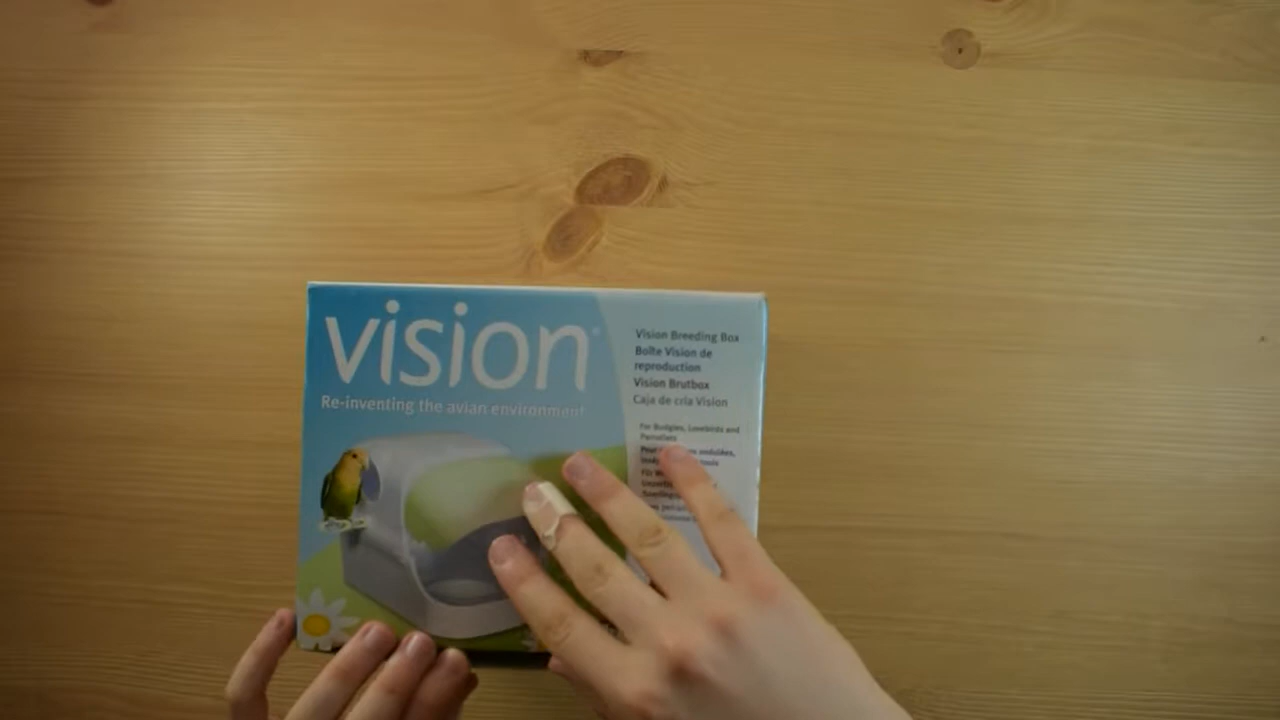 vision
Re-inventing the avian environment
Vision Breeding Box
Boîte Vision de
reproduction
Vision Brutbox
Caja de cría Vision
For Budgies, Lovebirds and
Parrotlets